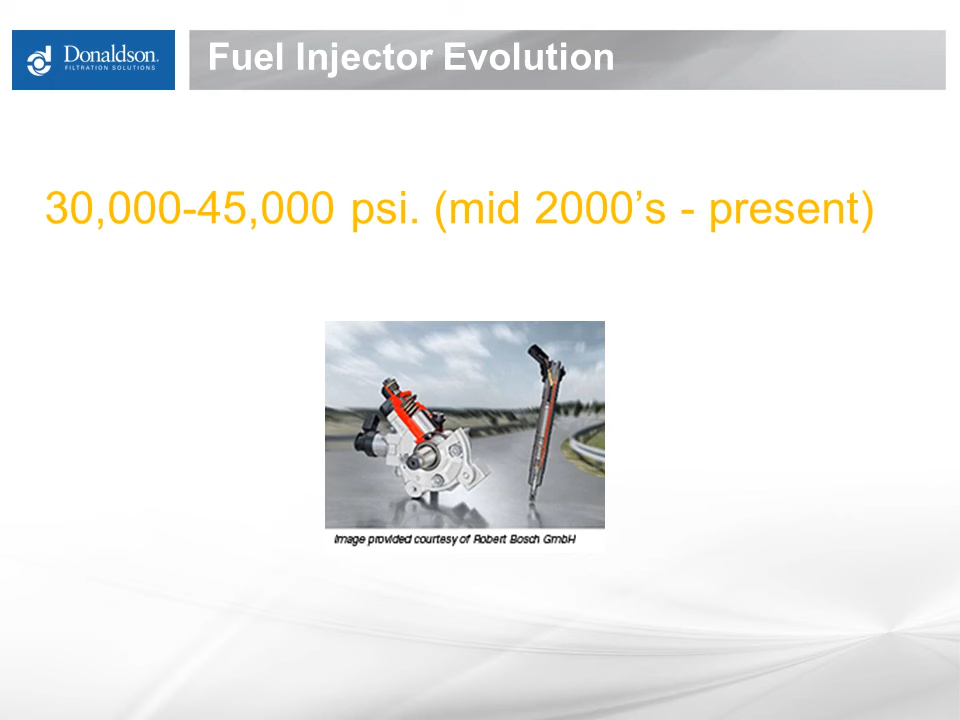 Donaldson.
FILTRATION SOLUTIONS
Fuel Injector Evolution
30,000-45,000 psi. (mid 2000’s - present)
Image provided courtesy of Robert Bosch GmbH